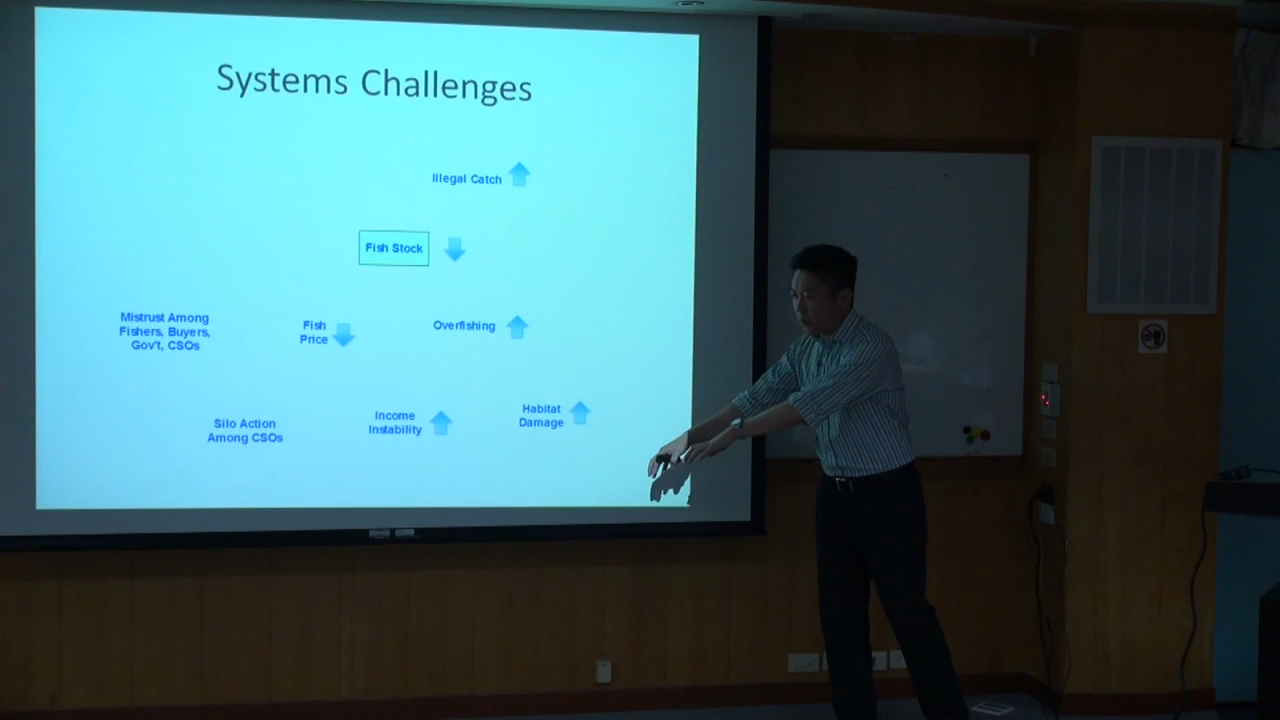 Systems Challenges
Illegal Catch
Fish Stock
Mistrust Among
Fishers, Buyers,
Gov't, CSOs
Fish
Price
Overfishing
Silo Action
Among CSOs
Income
Instability
Habitat
Damage